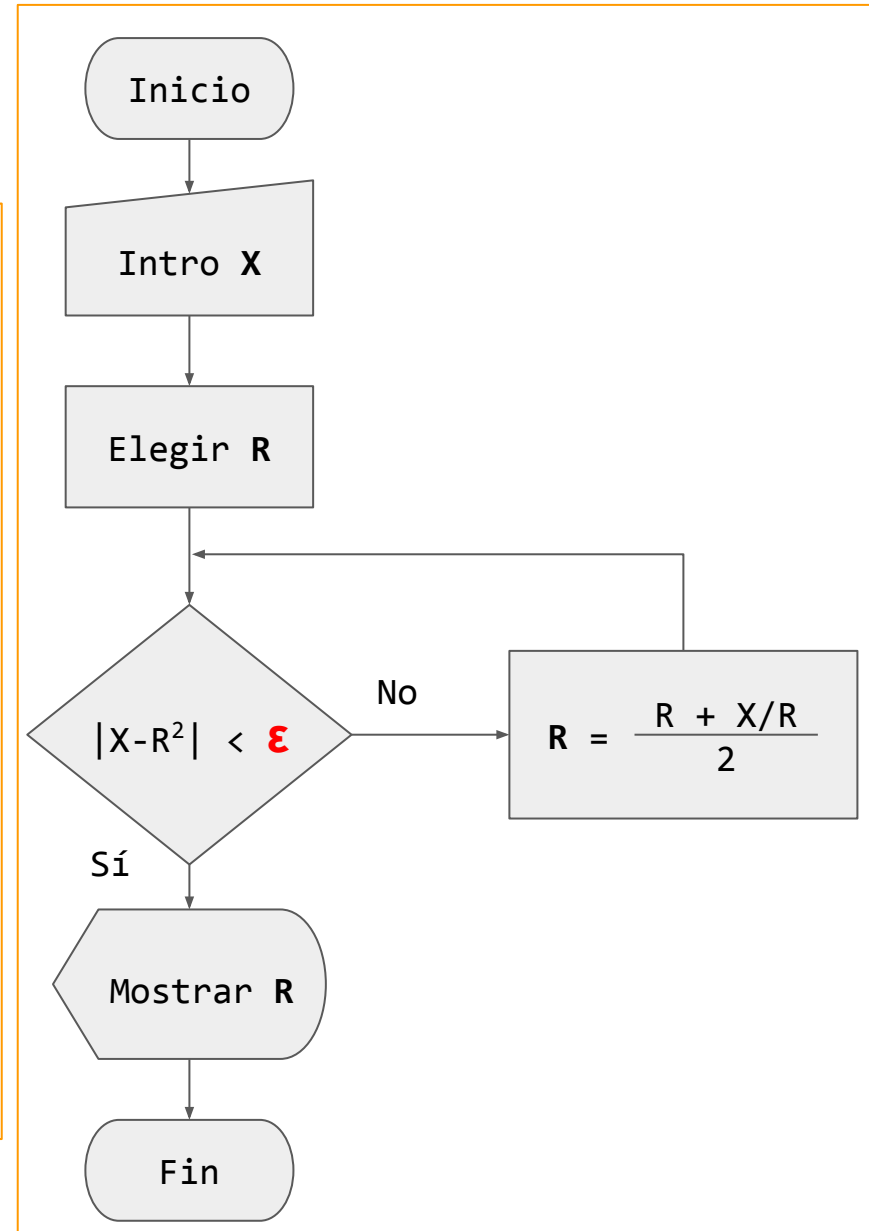 Inicio
Intro X
Elegir R
No
|X-R²| < ε
R = R + X/R
2
Sí
Mostrar R
Fin